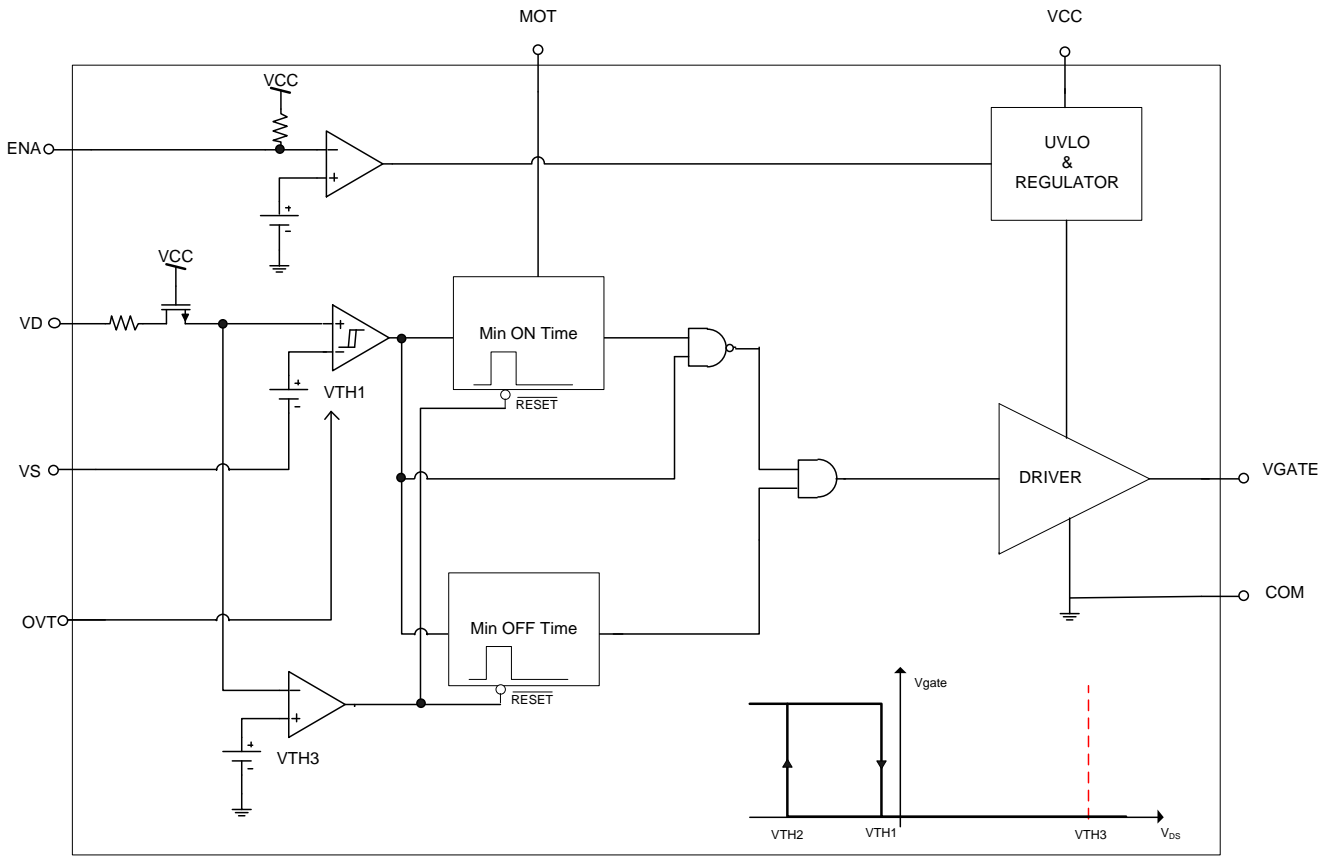 MOT
VCC
VCC
ENA
−
+
+
-
UVLO
&
REGULATOR
VCC
VD
+
−
+
-
VTH1
Min ON Time
RESET
VS
DRIVER
VGATE
OVT
COM
Min OFF Time
RESET
−
+
+
-
VTH3
Vgate
VTH2
VTH1
VTH3
VDS